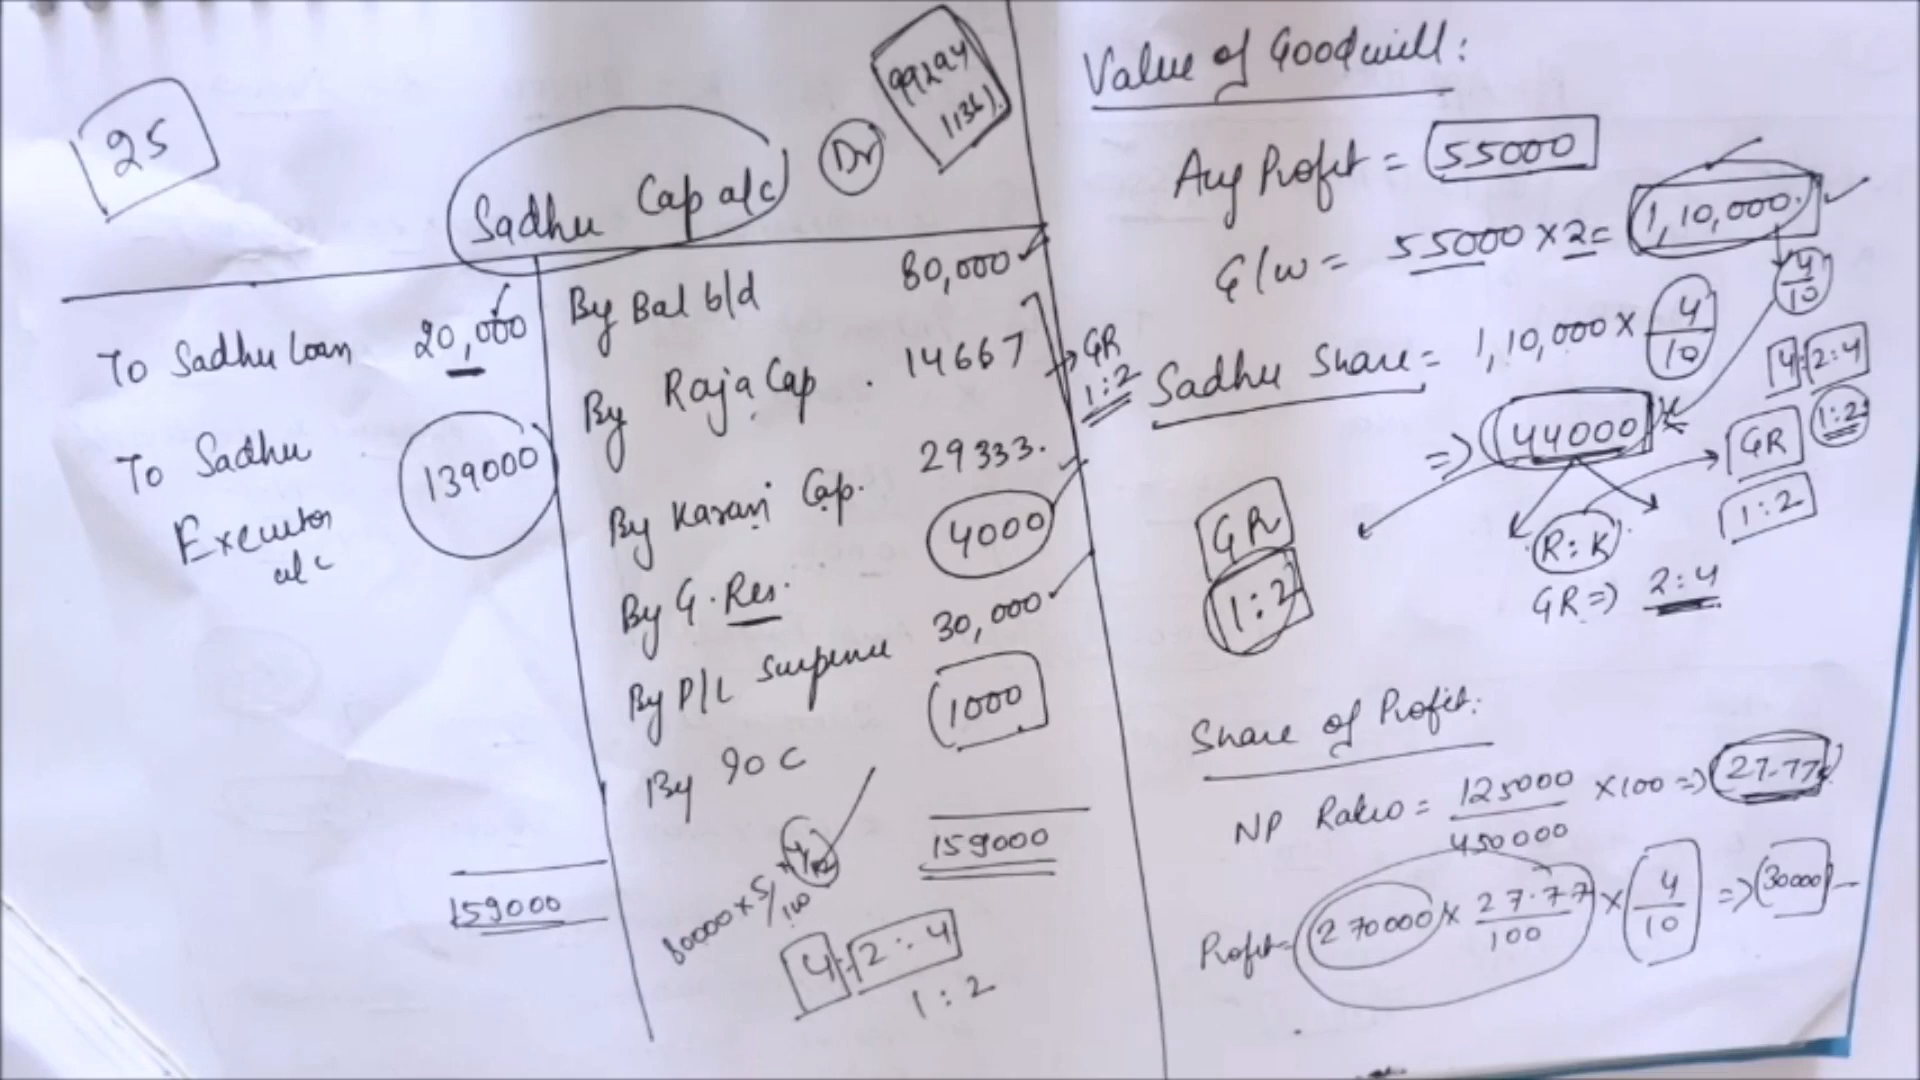 25
Sadhu Cap a/c
Dr
99294
1136).
To Sadhu Loan 20,000
To Sadhu 139000
Executor
a/c
159000
By Bal b/d 80,000
By Raja Cap. 14667
GR
1:2
By Karan Cap. 29333.
By G. Res. 4000
By P/L Suspense 30,000
By IOC 1000
159000
80000 × 5/100
4:2:4
1:2
Value of Goodwill:
Avg Profit = 55000
G/W = 55000 × 2 = 1,10,000.
4/10
Sadhu Share = 1,10,000 × 4/10
4:2:4
1:2
=) 44000
GR
1:2
GR
1:2
R:K
GR =) 2:4
Share of Profit:
NP Ratio = 125000/450000 ×100 =) 27.77
Profit = 270000 × 27.77/100 × 4/10 =) 30000